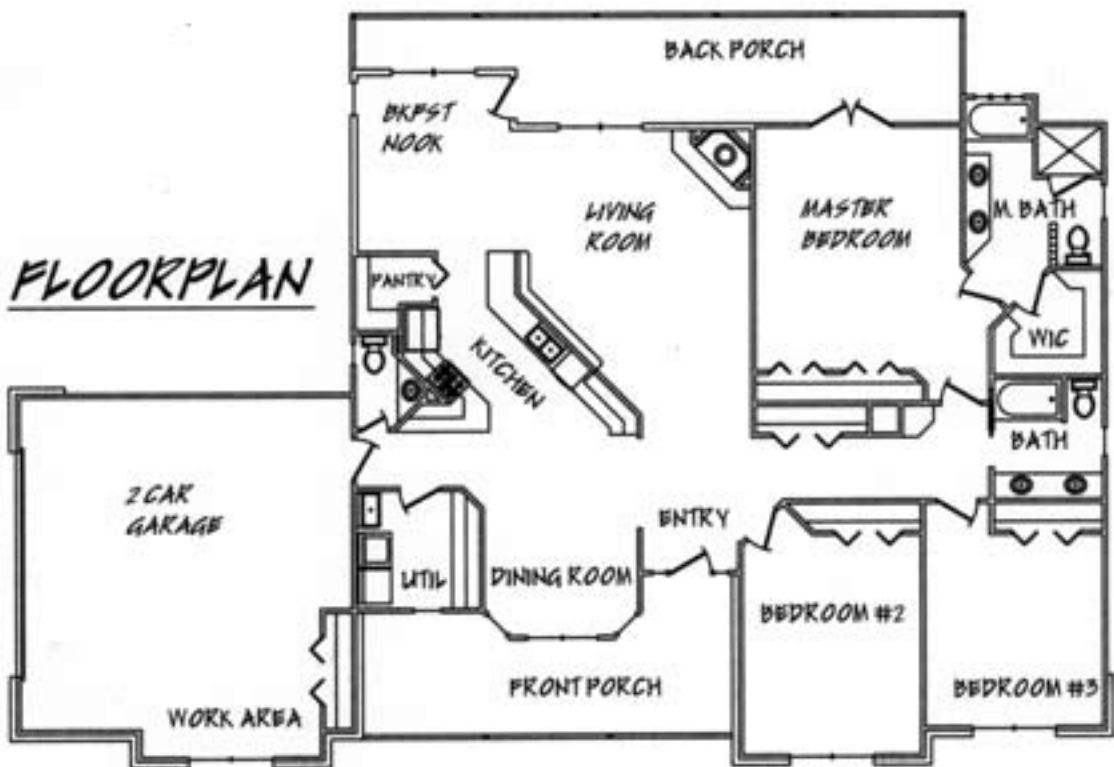 BACK PORCH
BKFST
NOOK
LIVING
ROOM
MASTER
BEDROOM
M. BATH
FLOORPLAN
PANTRY
KITCHEN
WIC
BATH
2 CAR
GARAGE
ENTRY
UTIL
DINING ROOM
BEDROOM #2
FRONT PORCH
BEDROOM #3
WORK AREA